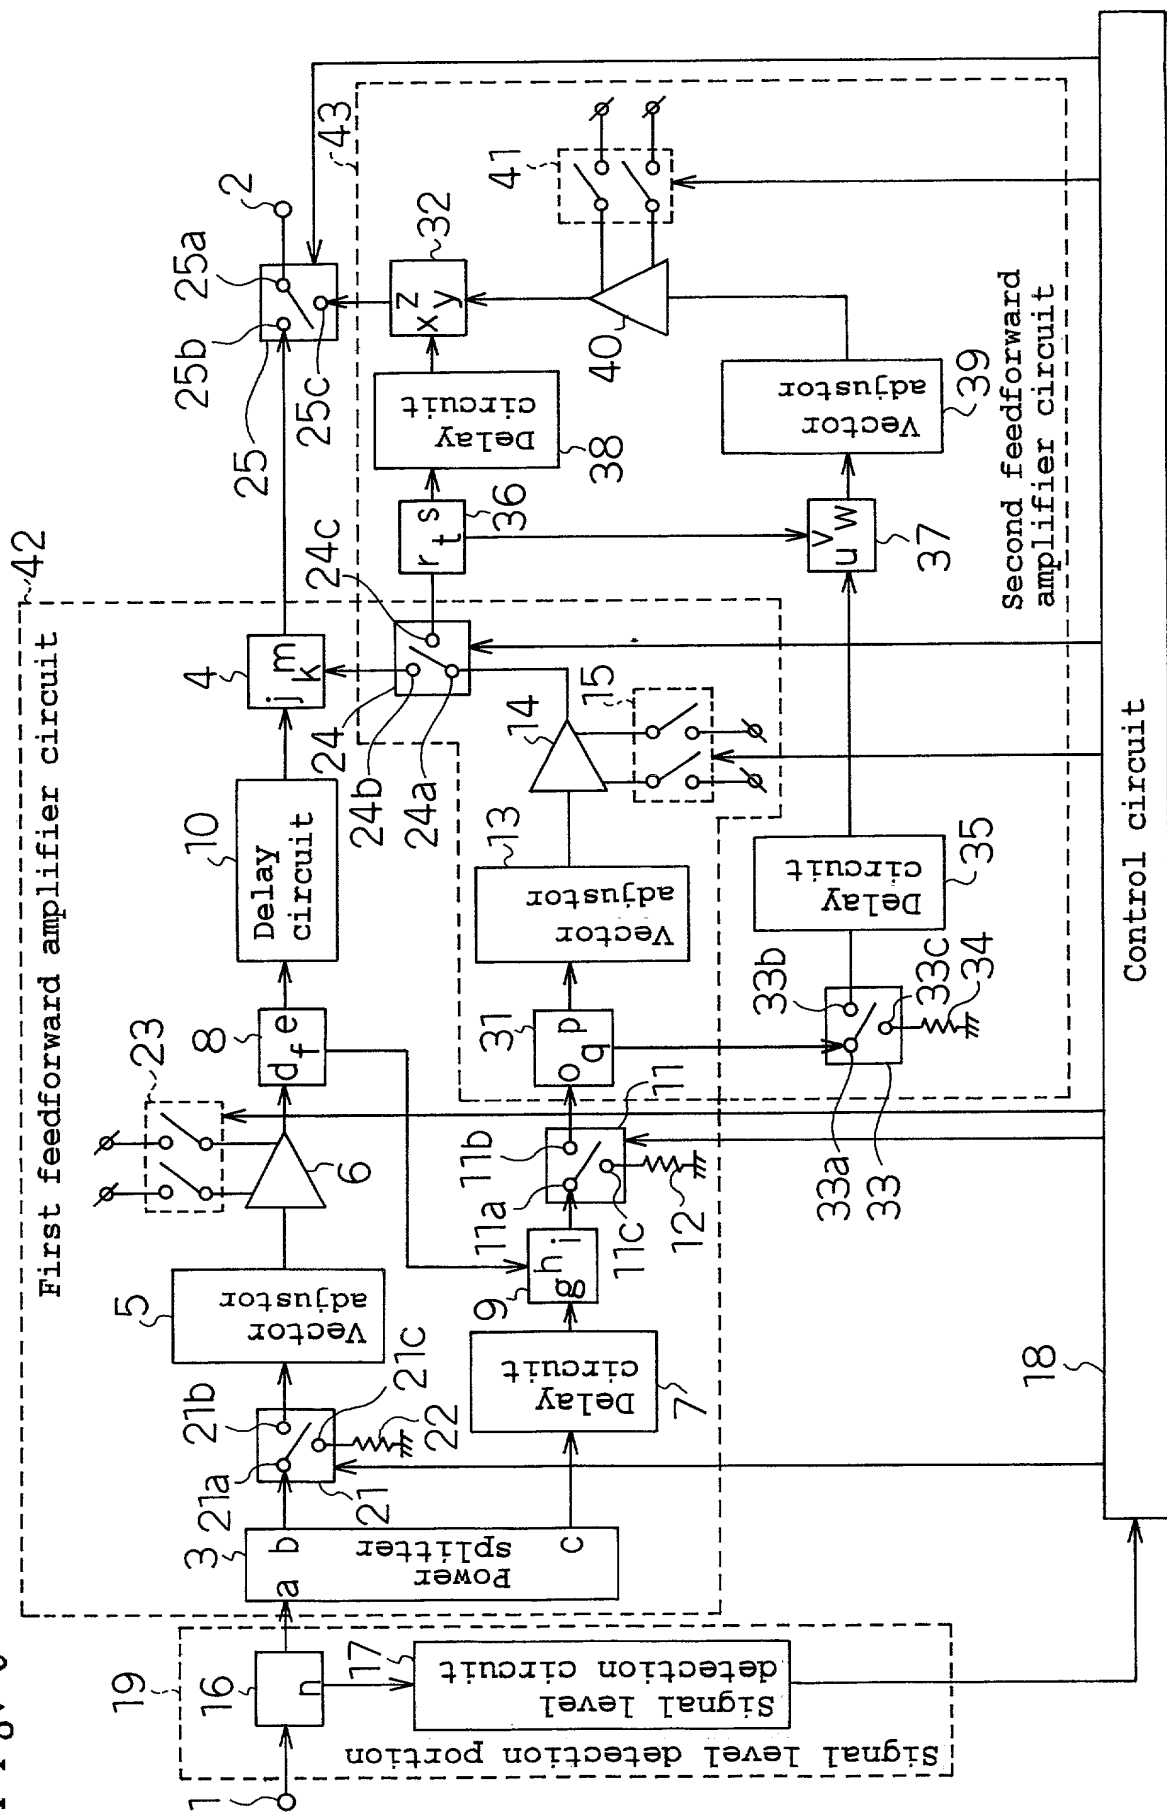 First feedforward amplifier circuit
42
23
5
Vector
adjustor
6
8
d e
f
10
Delay
circuit
4
j m
k
25
25b
25a
25c
2
43
19
16
n
1
17
Signal level
detection circuit
Signal level detection portion
3
a b
c
Power
splitter
21a
21b
21c
21
22
7
Delay
circuit
9
g h i
11a
11b
11c
11
12
31
o p
q
13
Vector
adjustor
14
15
24
24b
24a
24c
36
r s
t
38
Delay
circuit
32
x z
y
40
41
33a
33b
33c
33
34
35
Delay
circuit
37
u v
w
39
Vector
adjustor
Second feedforward
amplifier circuit
18
Control circuit